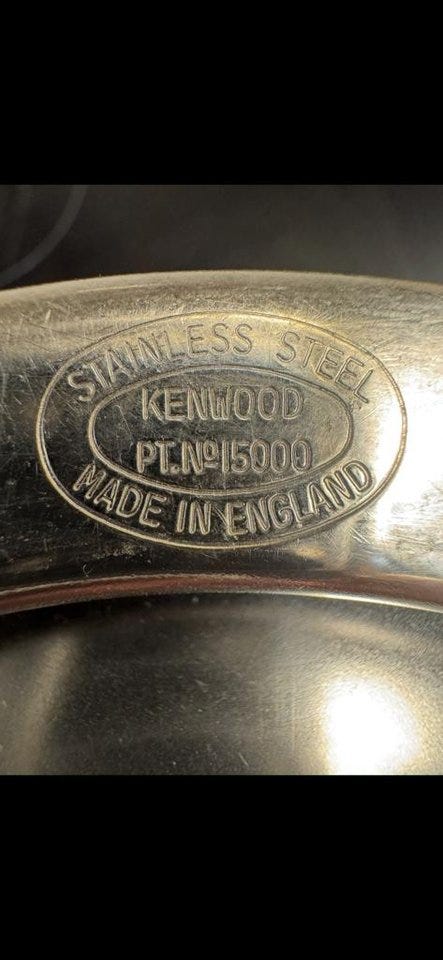 STAINLESS STEEL
KENWOOD
PT.Nº15000
MADE IN ENGLAND